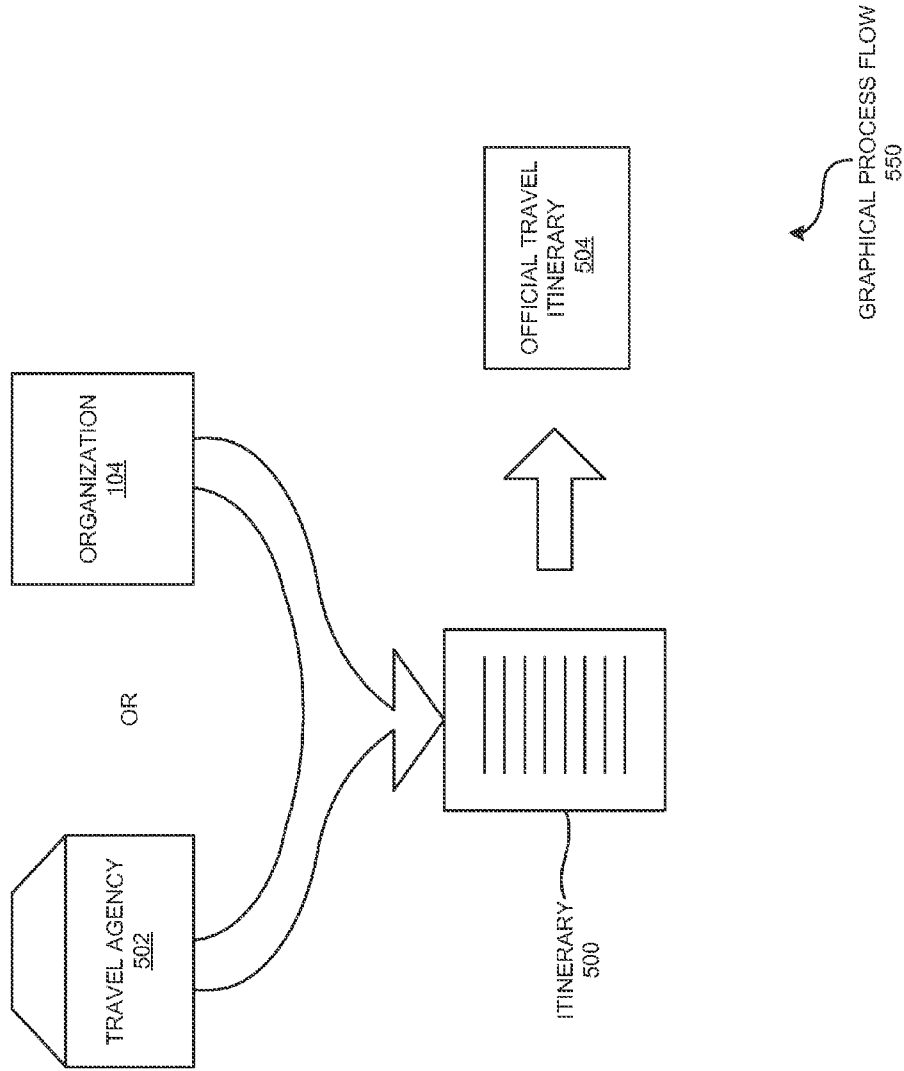 TRAVEL AGENCY
502
OR
ORGANIZATION
104
ITINERARY
500
OFFICIAL TRAVEL
ITINERARY
504
GRAPHICAL PROCESS FLOW
550